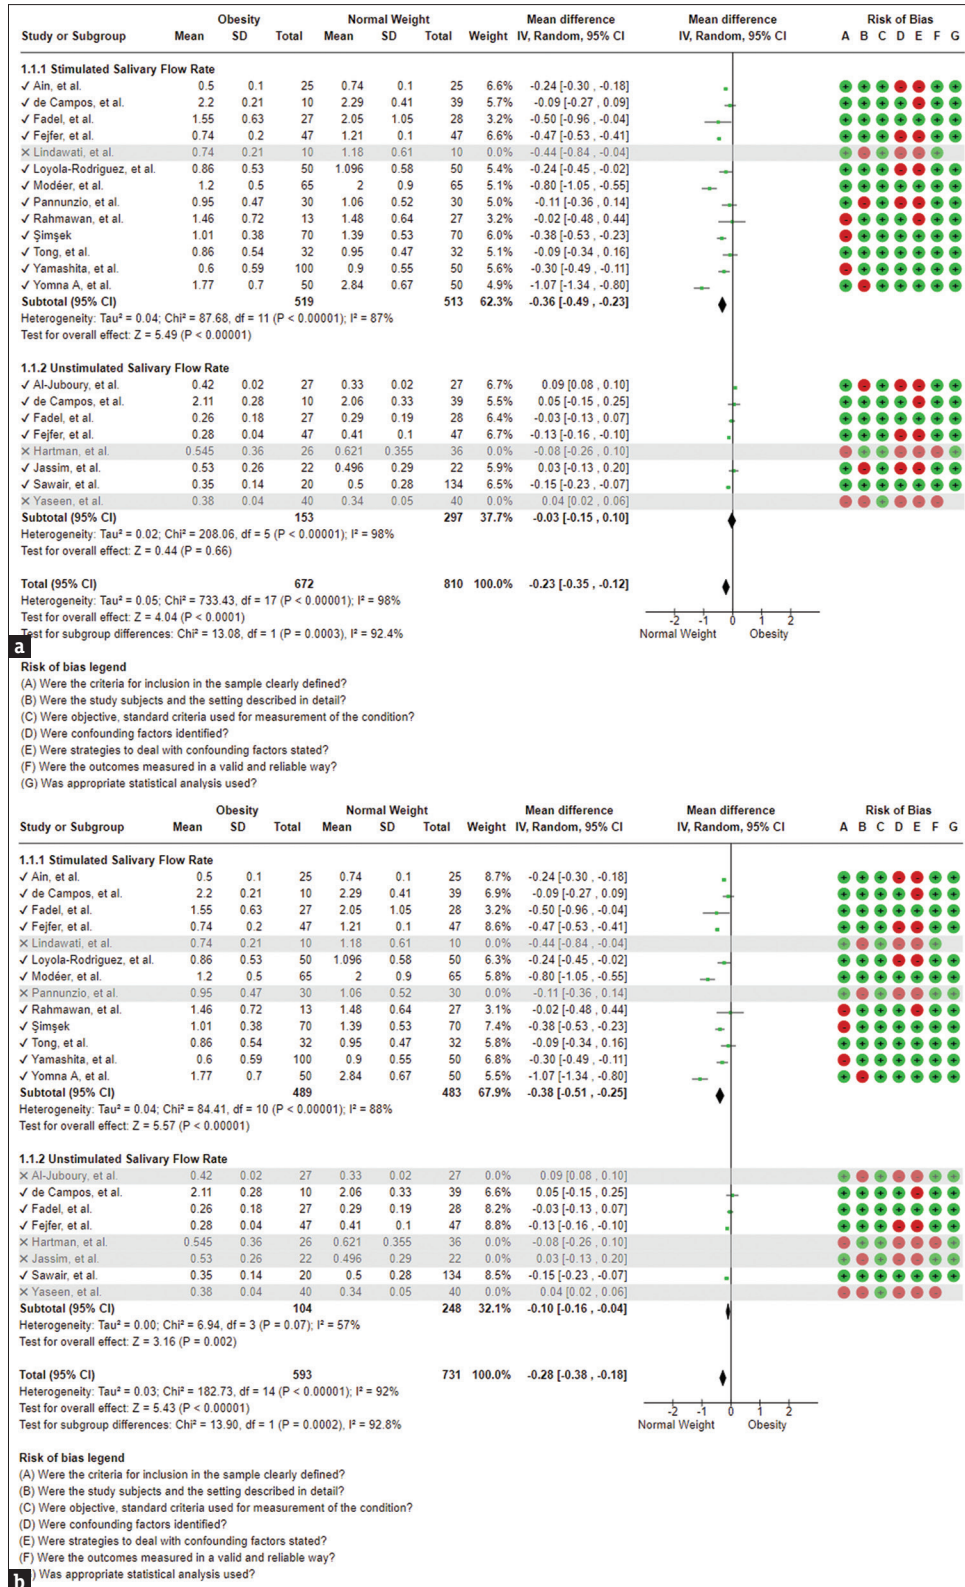 Obesity Normal Weight Mean difference Mean difference Risk of Bias
Study or Subgroup Mean SD Total Mean SD Total Weight IV, Random, 95% CI IV, Random, 95% CI A B C D E F G
1.1.1 Stimulated Salivary Flow Rate
✓ Ain, et al. 0.5 0.1 25 0.74 0.1 25 6.6% -0.24 [-0.30 , -0.18] + + + - - + +
✓ de Campos, et al. 2.2 0.21 10 2.29 0.41 39 5.7% -0.09 [-0.27 , 0.09] + + + + - + +
✓ Fadel, et al. 1.55 0.63 27 2.05 1.05 28 3.2% -0.50 [-0.96 , -0.04] + + + + + + +
✓ Fejfer, et al. 0.74 0.2 47 1.21 0.1 47 6.6% -0.47 [-0.53 , -0.41] + + + - - + +
✕ Lindawati, et al. 0.74 0.21 10 1.18 0.61 10 0.0% -0.44 [-0.84 , -0.04] + - + - - +
✓ Loyola-Rodriguez, et al. 0.86 0.53 50 1.096 0.58 50 5.4% -0.24 [-0.45 , -0.02] + + + - - + +
✓ Modéer, et al. 1.2 0.5 65 2 0.9 65 5.1% -0.80 [-1.05 , -0.55] + + + + + + +
✓ Pannunzio, et al. 0.95 0.47 30 1.06 0.52 30 5.0% -0.11 [-0.36 , 0.14] + - + - - + +
✓ Rahmawan, et al. 1.46 0.72 13 1.48 0.64 27 3.2% -0.02 [-0.48 , 0.44] - + + + - + +
✓ Şimşek 1.01 0.38 70 1.39 0.53 70 6.0% -0.38 [-0.53 , -0.23] - + + + + + +
✓ Tong, et al. 0.86 0.54 32 0.95 0.47 32 5.1% -0.09 [-0.34 , 0.16] + + + + + + +
✓ Yamashita, et al. 0.6 0.59 100 0.9 0.55 50 5.6% -0.30 [-0.49 , -0.11] - + + + + + +
✓ Yomna A, et al. 1.77 0.7 50 2.84 0.67 50 4.9% -1.07 [-1.34 , -0.80] + - + + + + +
Subtotal (95% CI) 519 513 62.3% -0.36 [-0.49 , -0.23]
Heterogeneity: Tau² = 0.04; Chi² = 87.68, df = 11 (P < 0.00001); I² = 87%
Test for overall effect: Z = 5.49 (P < 0.00001)
1.1.2 Unstimulated Salivary Flow Rate
✓ Al-Juboury, et al. 0.42 0.02 27 0.33 0.02 27 6.7% 0.09 [0.08 , 0.10] + - + - - + +
✓ de Campos, et al. 2.11 0.28 10 2.06 0.33 39 5.5% 0.05 [-0.15 , 0.25] + + + + - + +
✓ Fadel, et al. 0.26 0.18 27 0.29 0.19 28 6.4% -0.03 [-0.13 , 0.07] + + + + + + +
✓ Fejfer, et al. 0.28 0.04 47 0.41 0.1 47 6.7% -0.13 [-0.16 , -0.10] + + + - - + +
✕ Hartman, et al. 0.545 0.36 26 0.621 0.355 36 0.0% -0.08 [-0.26 , 0.10] - + + - - - +
✓ Jassim, et al. 0.53 0.26 22 0.496 0.29 22 5.9% 0.03 [-0.13 , 0.20] + - + - - + +
✓ Sawair, et al. 0.35 0.14 20 0.5 0.28 134 6.5% -0.15 [-0.23 , -0.07] + + + + + + +
✕ Yaseen, et al. 0.38 0.04 40 0.34 0.05 40 0.0% 0.04 [0.02 , 0.06] - - + - - -
Subtotal (95% CI) 153 297 37.7% -0.03 [-0.15 , 0.10]
Heterogeneity: Tau² = 0.02; Chi² = 208.06, df = 5 (P < 0.00001); I² = 98%
Test for overall effect: Z = 0.44 (P = 0.66)
Total (95% CI) 672 810 100.0% -0.23 [-0.35 , -0.12]
Heterogeneity: Tau² = 0.05; Chi² = 733.43, df = 17 (P < 0.00001); I² = 98%
Test for overall effect: Z = 4.04 (P < 0.0001)
Test for subgroup differences: Chi² = 13.08, df = 1 (P = 0.0003), I² = 92.4%
-2 -1 0 1 2
Normal Weight Obesity
a
Risk of bias legend
(A) Were the criteria for inclusion in the sample clearly defined?
(B) Were the study subjects and the setting described in detail?
(C) Were objective, standard criteria used for measurement of the condition?
(D) Were confounding factors identified?
(E) Were strategies to deal with confounding factors stated?
(F) Were the outcomes measured in a valid and reliable way?
(G) Was appropriate statistical analysis used?
Obesity Normal Weight Mean difference Mean difference Risk of Bias
Study or Subgroup Mean SD Total Mean SD Total Weight IV, Random, 95% CI IV, Random, 95% CI A B C D E F G
1.1.1 Stimulated Salivary Flow Rate
✓ Ain, et al. 0.5 0.1 25 0.74 0.1 25 8.7% -0.24 [-0.30 , -0.18] + + + - - + +
✓ de Campos, et al. 2.2 0.21 10 2.29 0.41 39 6.9% -0.09 [-0.27 , 0.09] + + + + - + +
✓ Fadel, et al. 1.55 0.63 27 2.05 1.05 28 3.2% -0.50 [-0.96 , -0.04] + + + + + + +
✓ Fejfer, et al. 0.74 0.2 47 1.21 0.1 47 8.6% -0.47 [-0.53 , -0.41] + + + - - + +
✕ Lindawati, et al. 0.74 0.21 10 1.18 0.61 10 0.0% -0.44 [-0.84 , -0.04] + - + - - +
✓ Loyola-Rodriguez, et al. 0.86 0.53 50 1.096 0.58 50 6.3% -0.24 [-0.45 , -0.02] + + + - - + +
✓ Modéer, et al. 1.2 0.5 65 2 0.9 65 5.8% -0.80 [-1.05 , -0.55] + + + + + + +
✕ Pannunzio, et al. 0.95 0.47 30 1.06 0.52 30 0.0% -0.11 [-0.36 , 0.14] + - + - - + +
✓ Rahmawan, et al. 1.46 0.72 13 1.48 0.64 27 3.1% -0.02 [-0.48 , 0.44] - + + + - + +
✓ Şimşek 1.01 0.38 70 1.39 0.53 70 7.4% -0.38 [-0.53 , -0.23] - + + + + + +
✓ Tong, et al. 0.86 0.54 32 0.95 0.47 32 5.8% -0.09 [-0.34 , 0.16] + + + + + + +
✓ Yamashita, et al. 0.6 0.59 100 0.9 0.55 50 6.7% -0.30 [-0.49 , -0.11] - + + + + + +
✓ Yomna A, et al. 1.77 0.7 50 2.84 0.67 50 5.5% -1.07 [-1.34 , -0.80] + - + + + + +
Subtotal (95% CI) 489 483 67.9% -0.38 [-0.51 , -0.25]
Heterogeneity: Tau² = 0.04; Chi² = 84.41, df = 10 (P < 0.00001); I² = 88%
Test for overall effect: Z = 5.57 (P < 0.00001)
1.1.2 Unstimulated Salivary Flow Rate
✕ Al-Juboury, et al. 0.42 0.02 27 0.33 0.02 27 0.0% 0.09 [0.08 , 0.10] + - + - - + +
✓ de Campos, et al. 2.11 0.28 10 2.06 0.33 39 6.6% 0.05 [-0.15 , 0.25] + + + + - + +
✓ Fadel, et al. 0.26 0.18 27 0.29 0.19 28 8.2% -0.03 [-0.13 , 0.07] + + + + + + +
✓ Fejfer, et al. 0.28 0.04 47 0.41 0.1 47 8.9% -0.13 [-0.16 , -0.10] + + + - - + +
✕ Hartman, et al. 0.545 0.36 26 0.621 0.355 36 0.0% -0.08 [-0.26 , 0.10] - + + - - - +
✕ Jassim, et al. 0.53 0.26 22 0.496 0.29 22 0.0% 0.03 [-0.13 , 0.20] + - + - - + +
✓ Sawair, et al. 0.35 0.14 20 0.5 0.28 134 8.5% -0.15 [-0.23 , -0.07] + + + + + + +
✕ Yaseen, et al. 0.38 0.04 40 0.34 0.05 40 0.0% 0.04 [0.02 , 0.06] - - + - - -
Subtotal (95% CI) 104 248 32.1% -0.10 [-0.16 , -0.04]
Heterogeneity: Tau² = 0.00; Chi² = 6.94, df = 3 (P = 0.07); I² = 57%
Test for overall effect: Z = 3.16 (P = 0.002)
Total (95% CI) 593 731 100.0% -0.28 [-0.38 , -0.18]
Heterogeneity: Tau² = 0.03; Chi² = 182.73, df = 14 (P < 0.00001); I² = 92%
Test for overall effect: Z = 5.43 (P < 0.00001)
Test for subgroup differences: Chi² = 13.90, df = 1 (P = 0.0002), I² = 92.8%
-2 -1 0 1 2
Normal Weight Obesity
Risk of bias legend
(A) Were the criteria for inclusion in the sample clearly defined?
(B) Were the study subjects and the setting described in detail?
(C) Were objective, standard criteria used for measurement of the condition?
(D) Were confounding factors identified?
(E) Were strategies to deal with confounding factors stated?
(F) Were the outcomes measured in a valid and reliable way?
b ) Was appropriate statistical analysis used?